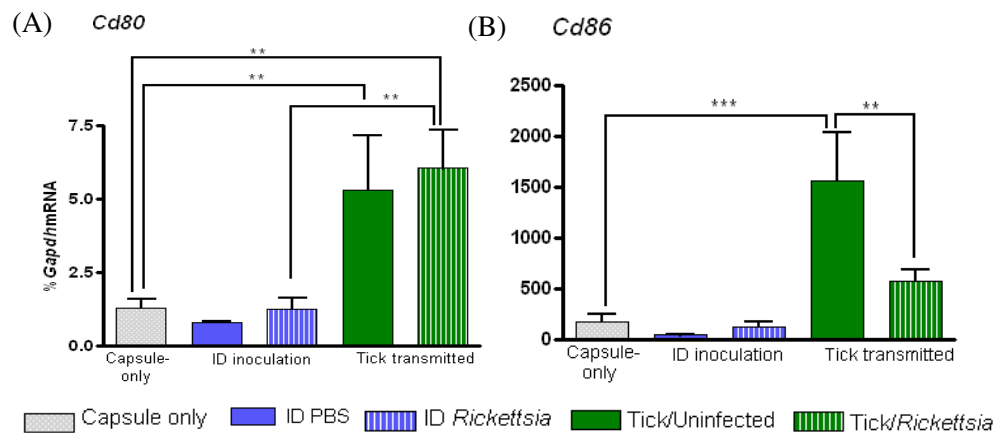 (A) Cd80
**
**
**
7.5
5.0
2.5
0.0
% GapdhmRNA
Capsule-
only
ID inoculation
Tick transmitted
(B) Cd86
***
**
2500
2000
1500
1000
500
0
Capsule-
only
ID inoculation
Tick transmitted
Capsule only
ID PBS
ID Rickettsia
Tick/Uninfected
Tick/Rickettsia